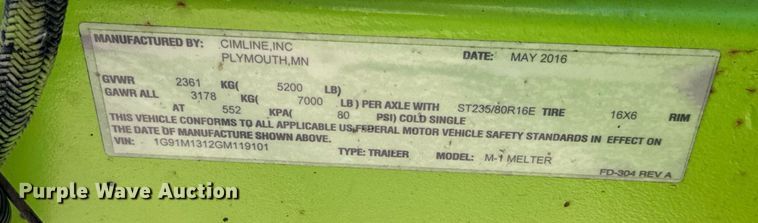 MANUFACTURED BY: CIMLINE,INC
PLYMOUTH,MN
DATE: MAY 2016
GVWR 2361 KG( 5200 LB)
GAWR ALL 3178 KG( 7000 LB ) PER AXLE WITH ST235/80R16E TIRE 16X6 RIM
AT 552 KPA( 80 PSI) COLD SINGLE
THIS VEHICLE CONFORMS TO ALL APPLICABLE US,FEDERAL MOTOR VEHICLE SAFETY STANDARDS IN EFFECT ON
THE DATE OF MANUFACTURE SHOWN ABOVE.
VIN: 1G91M1312GM119101 TYPE: TRAILER MODEL: M-1 MELTER
FD-304 REV A
Purple Wave Auction